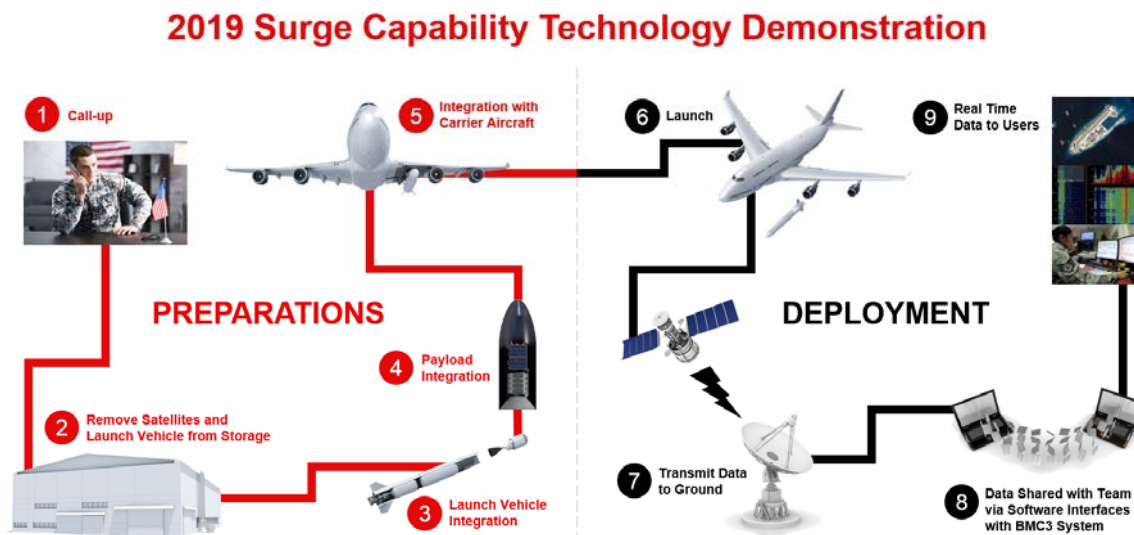 2019 Surge Capability Technology Demonstration
1
Call-up
5
Integration with
Carrier Aircraft
6
Launch
9
Real Time
Data to Users
PREPARATIONS
DEPLOYMENT
4
Payload
Integration
2
Remove Satellites and
Launch Vehicle from Storage
3
Launch Vehicle
Integration
7
Transmit Data
to Ground
8
Data Shared with Team
via Software Interfaces
with BMC3 System